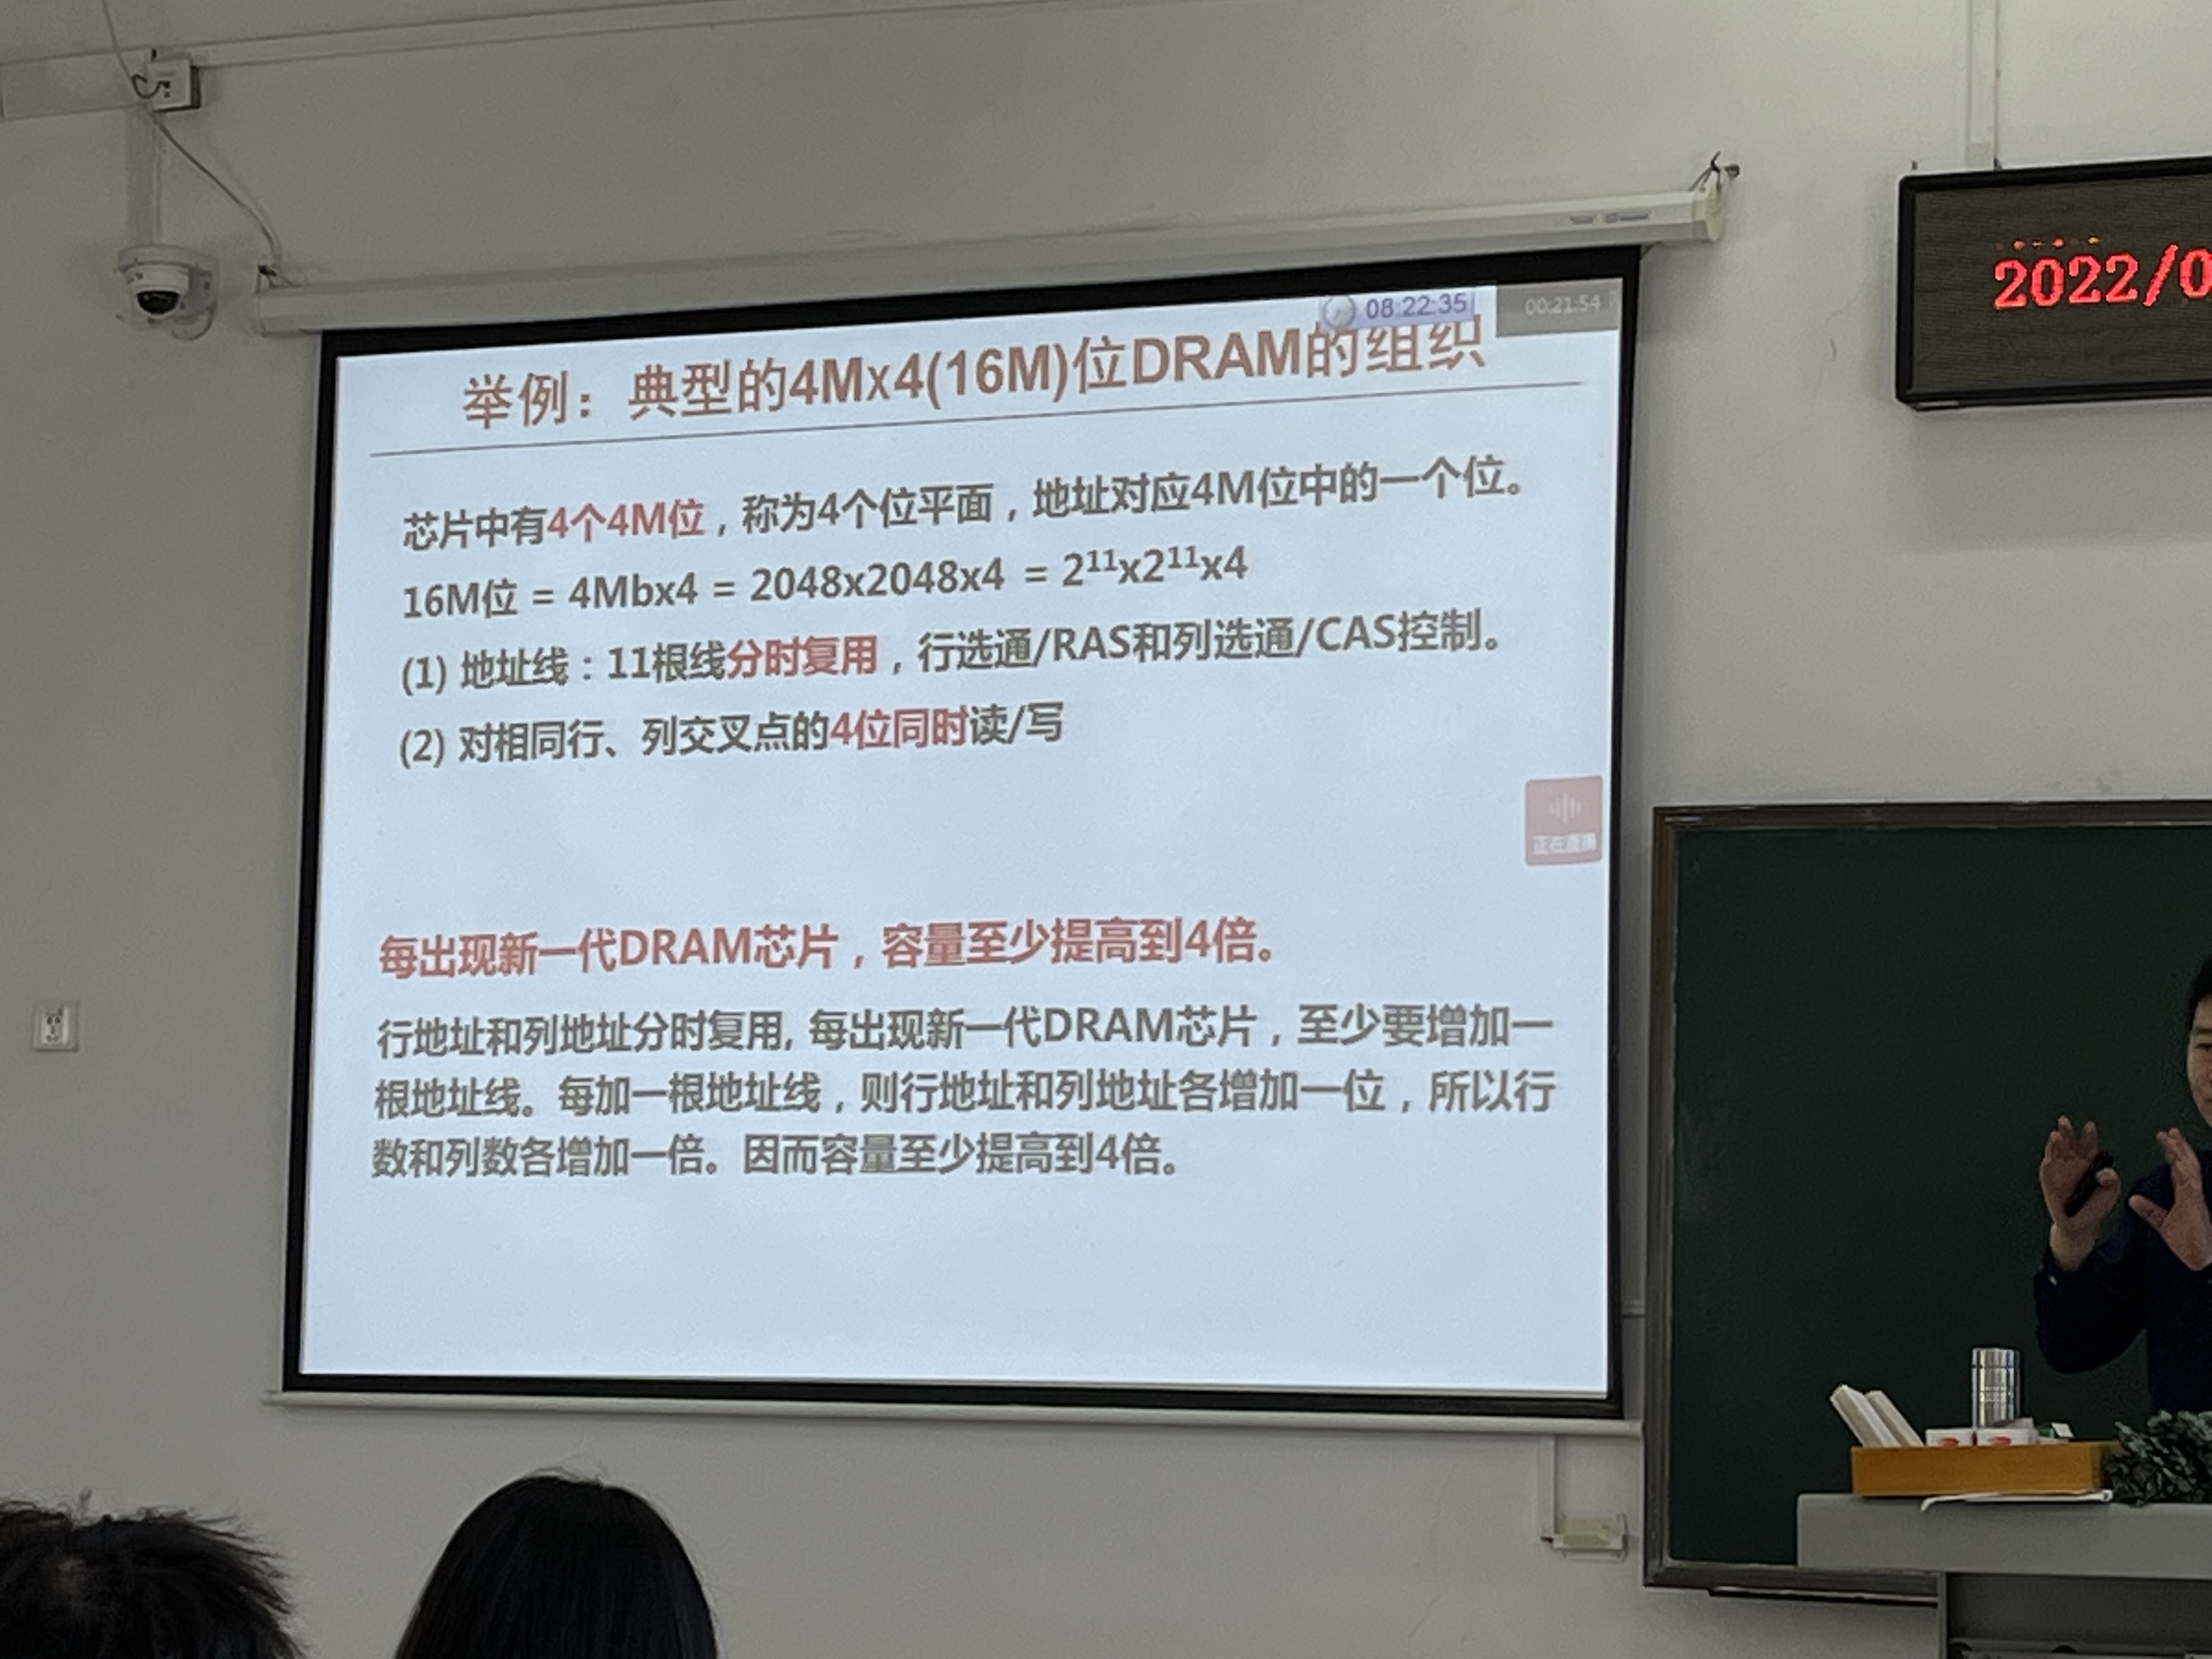 08:22:35
00:21:54
2022/0
举例：典型的4Mx4(16M)位DRAM的组织
芯片中有4个4M位，称为4个位平面，地址对应4M位中的一个位。
16M位 = 4Mbx4 = 2048x2048x4 = 2¹¹x2¹¹x4
(1) 地址线：11根线分时复用，行选通/RAS和列选通/CAS控制。
(2) 对相同行、列交叉点的4位同时读/写
每出现新一代DRAM芯片，容量至少提高到4倍。
行地址和列地址分时复用, 每出现新一代DRAM芯片，至少要增加一
根地址线。每加一根地址线，则行地址和列地址各增加一位，所以行
数和列数各增加一倍。因而容量至少提高到4倍。